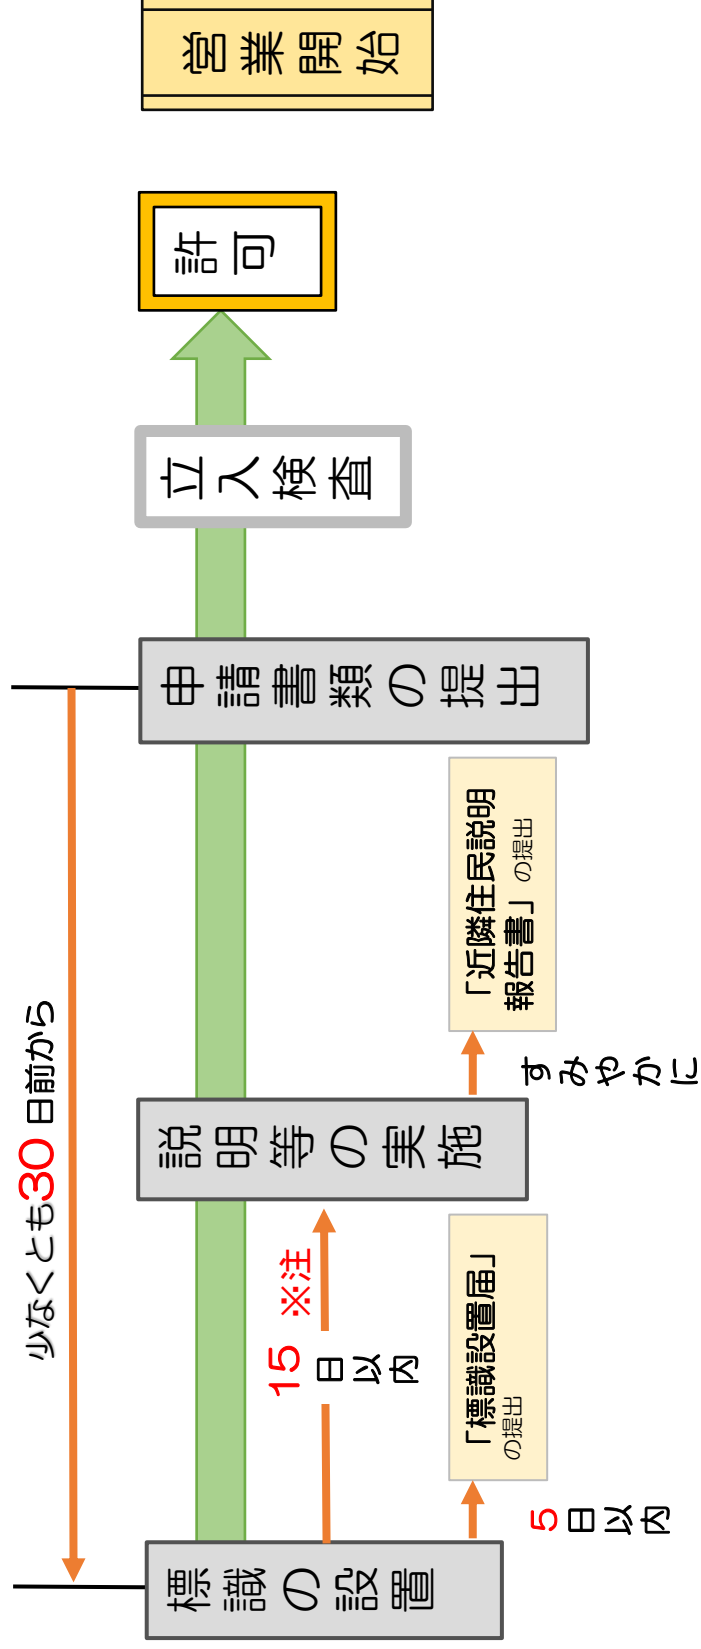 少なくとも30日前から
標識の設置
5日以内
「標識設置届」
の提出
15日以内
※注
説明等の実施
すみやかに
「近隣住民説明
報告書」の提出
申請書類の提出
立入検査
許可
営業開始